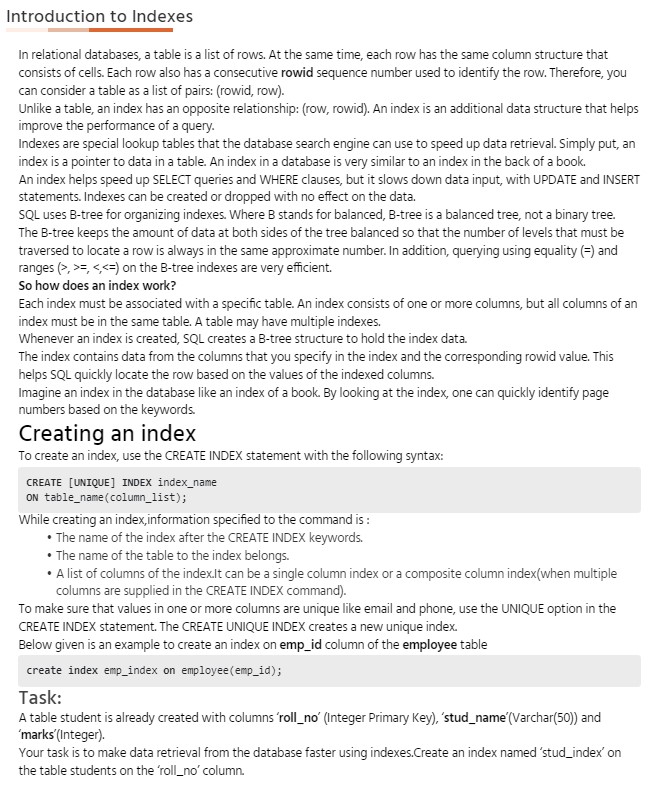 Introduction to Indexes
In relational databases, a table is a list of rows. At the same time, each row has the same column structure that
consists of cells. Each row also has a consecutive rowid sequence number used to identify the row. Therefore, you
can consider a table as a list of pairs: (rowid, row).
Unlike a table, an index has an opposite relationship: (row, rowid). An index is an additional data structure that helps
improve the performance of a query.
Indexes are special lookup tables that the database search engine can use to speed up data retrieval. Simply put, an
index is a pointer to data in a table. An index in a database is very similar to an index in the back of a book.
An index helps speed up SELECT queries and WHERE clauses, but it slows down data input, with UPDATE and INSERT
statements. Indexes can be created or dropped with no effect on the data.
SQL uses B-tree for organizing indexes. Where B stands for balanced, B-tree is a balanced tree, not a binary tree.
The B-tree keeps the amount of data at both sides of the tree balanced so that the number of levels that must be
traversed to locate a row is always in the same approximate number. In addition, querying using equality (=) and
ranges (>, >=, <,<=) on the B-tree indexes are very efficient.
So how does an index work?
Each index must be associated with a specific table. An index consists of one or more columns, but all columns of an
index must be in the same table. A table may have multiple indexes.
Whenever an index is created, SQL creates a B-tree structure to hold the index data.
The index contains data from the columns that you specify in the index and the corresponding rowid value. This
helps SQL quickly locate the row based on the values of the indexed columns.
Imagine an index in the database like an index of a book. By looking at the index, one can quickly identify page
numbers based on the keywords.
Creating an index
To create an index, use the CREATE INDEX statement with the following syntax:
CREATE [UNIQUE] INDEX index_name
ON table_name(column_list);
While creating an index,information specified to the command is :
• The name of the index after the CREATE INDEX keywords.
• The name of the table to the index belongs.
• A list of columns of the index.It can be a single column index or a composite column index(when multiple
columns are supplied in the CREATE INDEX command).
To make sure that values in one or more columns are unique like email and phone, use the UNIQUE option in the
CREATE INDEX statement. The CREATE UNIQUE INDEX creates a new unique index.
Below given is an example to create an index on emp_id column of the employee table
create index emp_index on employee(emp_id);
Task:
A table student is already created with columns ‘roll_no’ (Integer Primary Key), ‘stud_name’(Varchar(50)) and
‘marks’(Integer).
Your task is to make data retrieval from the database faster using indexes.Create an index named ‘stud_index’ on
the table students on the ‘roll_no’ column.